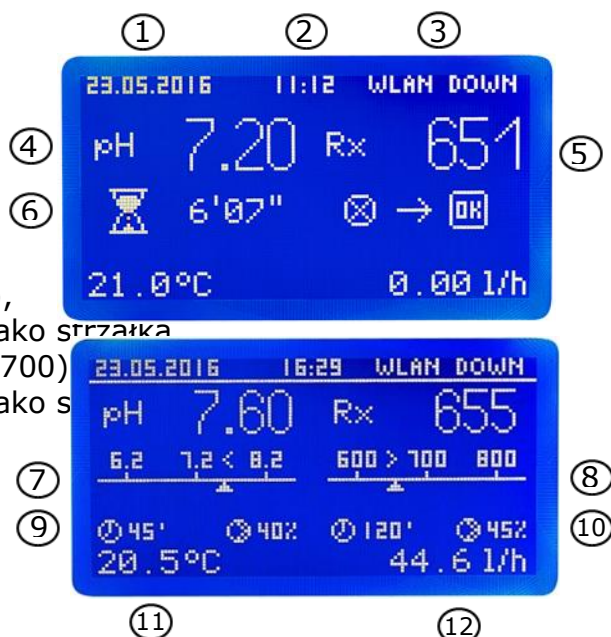 1 2 3
23.05.2016 11:12 WLAN DOWN
4 pH 7.20 Rx 651 5
6 6'07" OK
21.0°C 0.00 l/h
ako strzałka
700)
23.05.2016 16:29 WLAN DOWN
ako s
pH 7.60 Rx 655
7 6.2 7.2 < 8.2 600 > 700 800 8
9 45' 40% 120' 45% 10
20.5°C 44.6 l/h
11 12